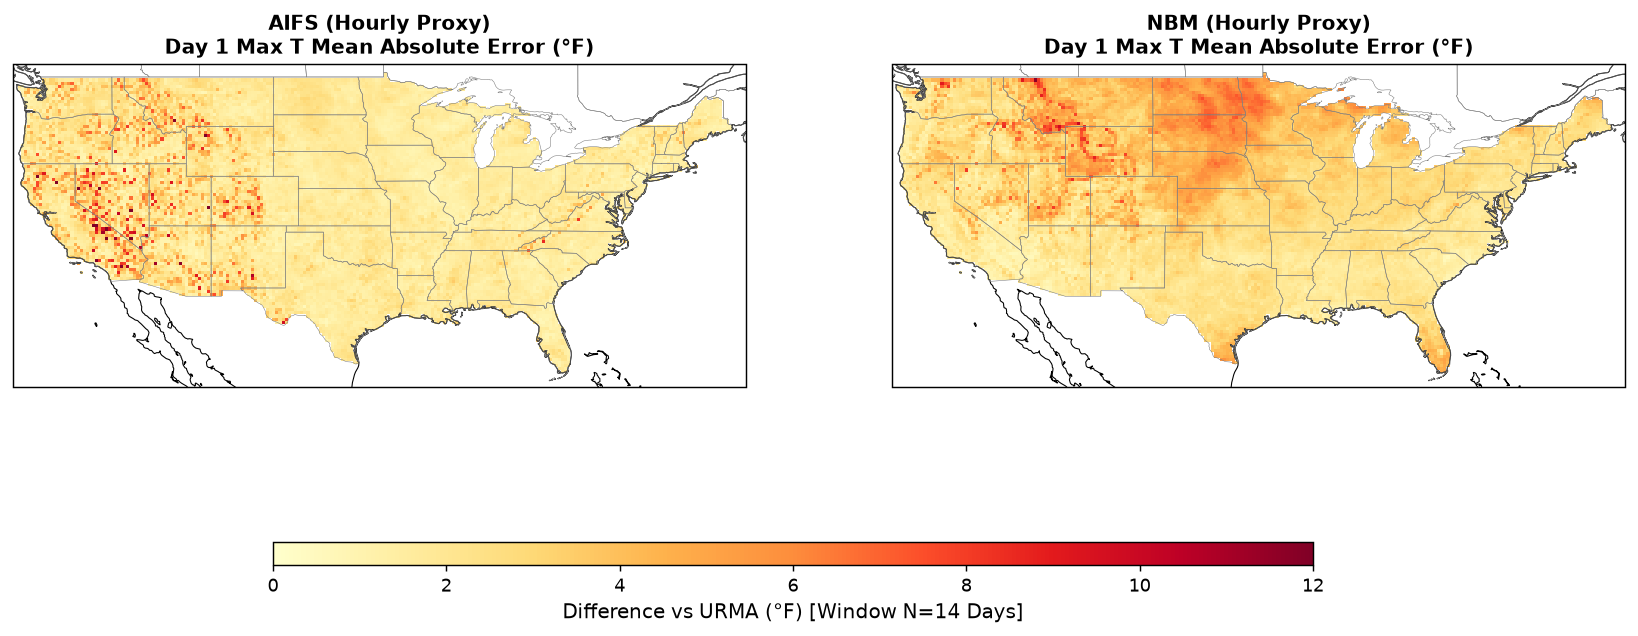 AIFS (Hourly Proxy)
Day 1 Max T Mean Absolute Error (°F)
NBM (Hourly Proxy)
Day 1 Max T Mean Absolute Error (°F)
0 2 4 6 8 10 12
Difference vs URMA (°F) [Window N=14 Days]